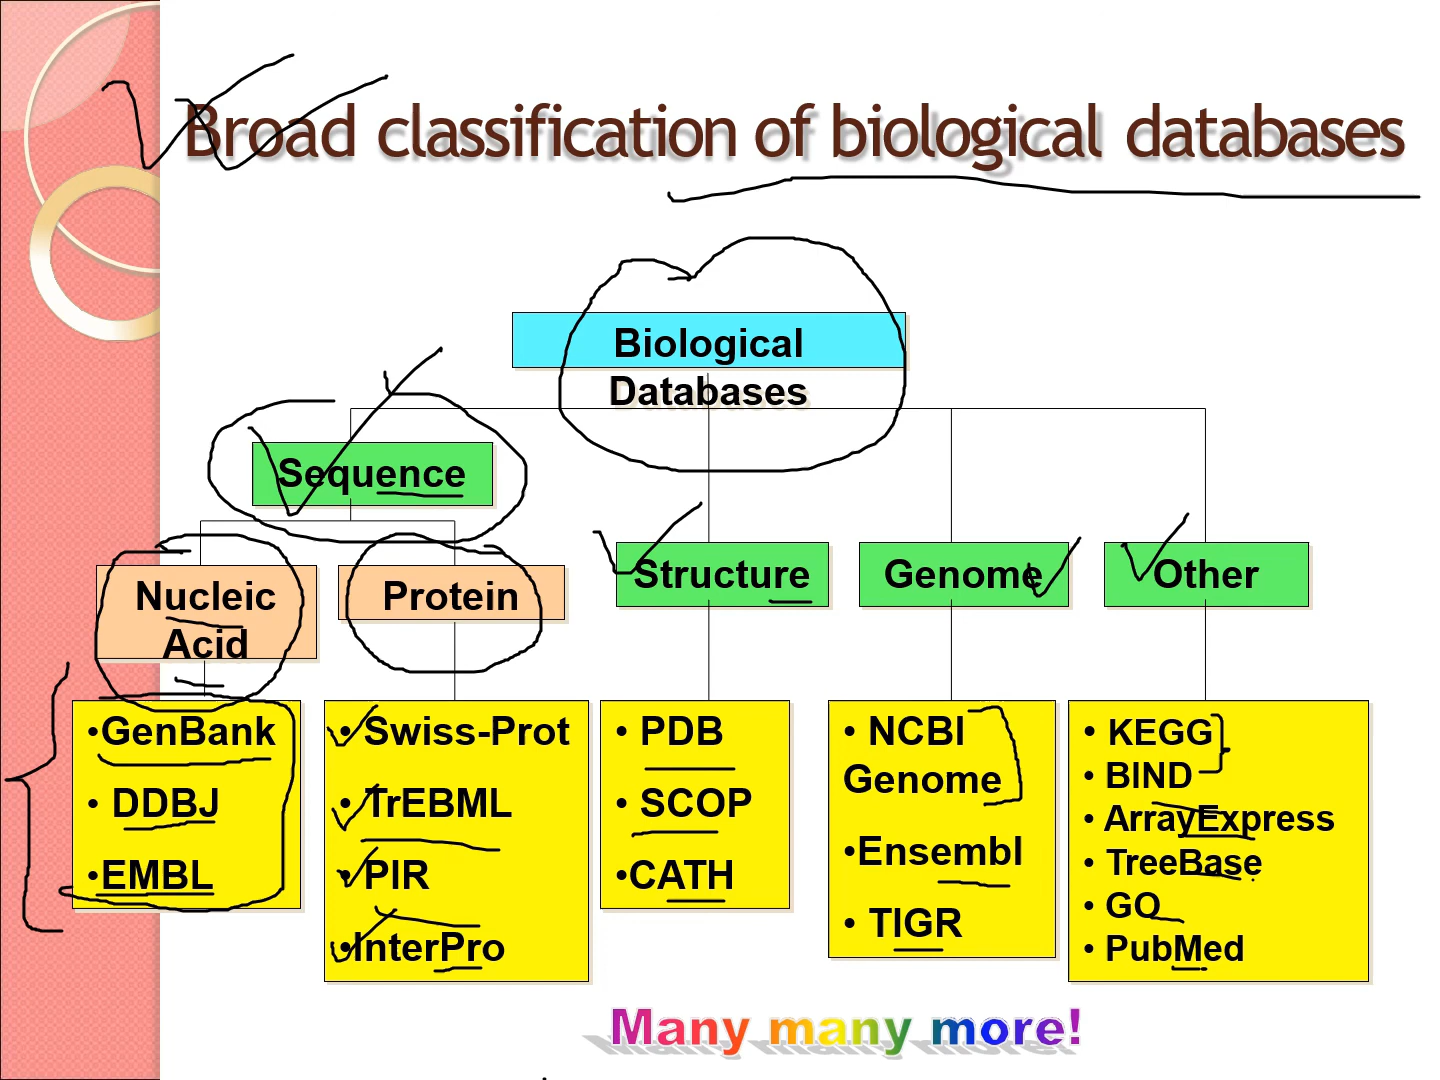 Broad classification of biological databases
Biological
Databases
Sequence
Structure
Genome
Other
Nucleic
Acid
Protein
•GenBank
• DDBJ
•EMBL
• Swiss-Prot
• TrEBML
• PIR
•InterPro
• PDB
• SCOP
•CATH
• NCBI
Genome
•Ensembl
• TIGR
• KEGG
• BIND
• ArrayExpress
• TreeBase
• GO
• PubMed
Many many more!